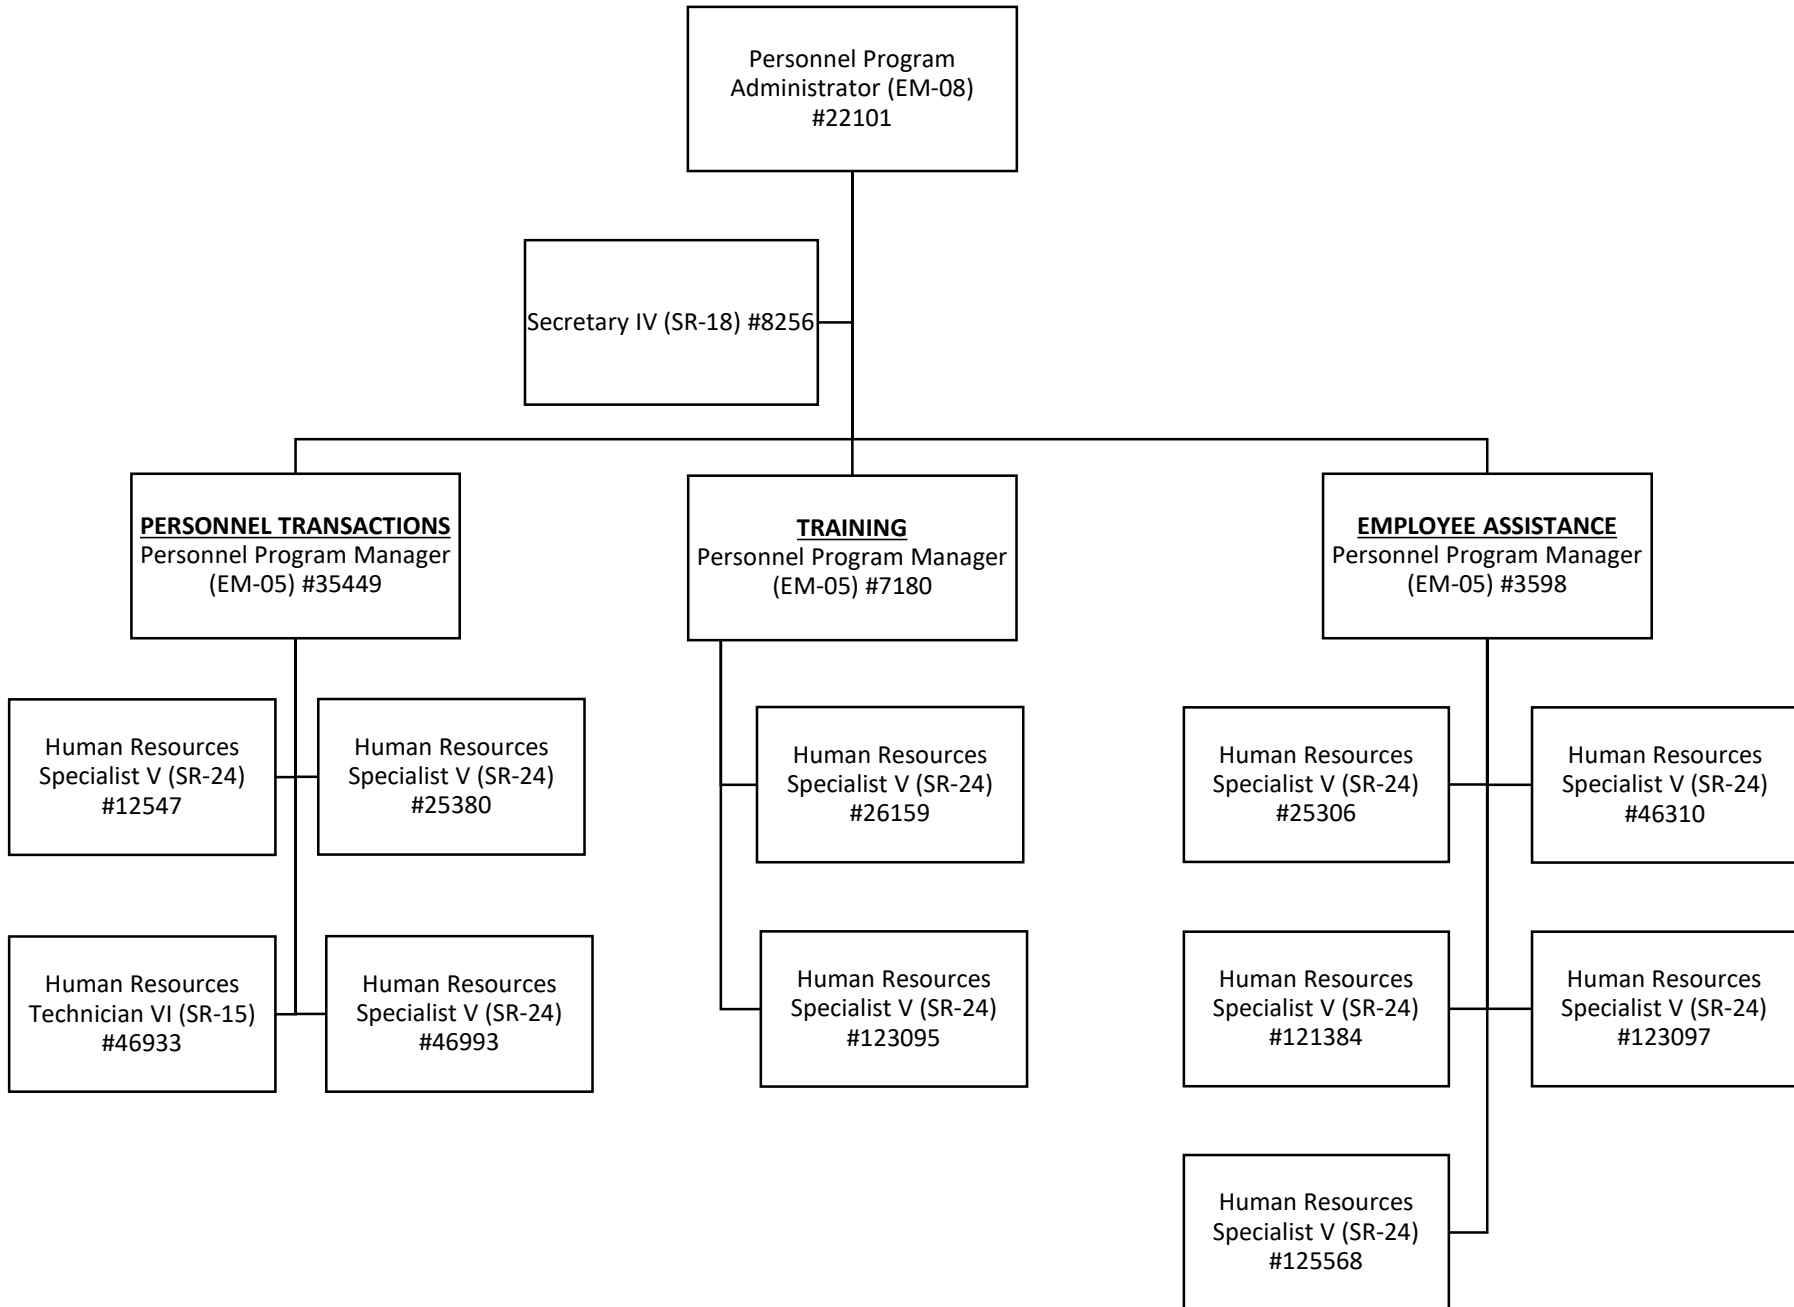 Personnel Program
Administrator (EM-08)
#22101
Secretary IV (SR-18) #8256
PERSONNEL TRANSACTIONS
Personnel Program Manager
(EM-05) #35449
TRAINING
Personnel Program Manager
(EM-05) #7180
EMPLOYEE ASSISTANCE
Personnel Program Manager
(EM-05) #3598
Human Resources
Specialist V (SR-24)
#12547
Human Resources
Specialist V (SR-24)
#25380
Human Resources
Specialist V (SR-24)
#26159
Human Resources
Specialist V (SR-24)
#25306
Human Resources
Specialist V (SR-24)
#46310
Human Resources
Technician VI (SR-15)
#46933
Human Resources
Specialist V (SR-24)
#46993
Human Resources
Specialist V (SR-24)
#123095
Human Resources
Specialist V (SR-24)
#121384
Human Resources
Specialist V (SR-24)
#123097
Human Resources
Specialist V (SR-24)
#125568